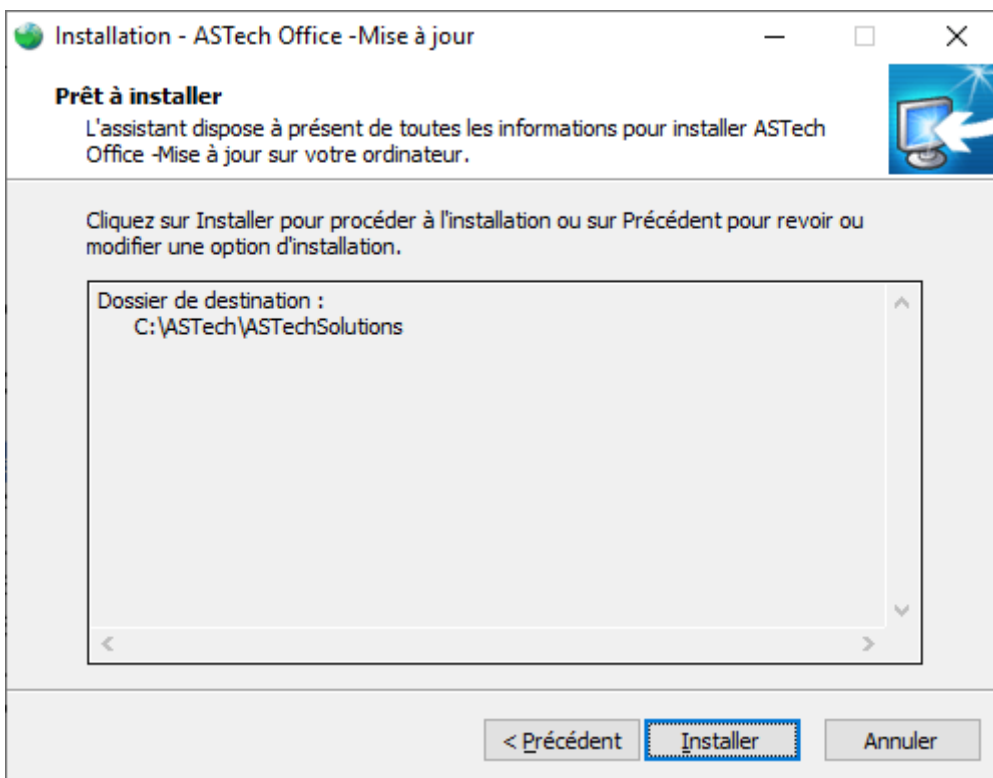 Installation - ASTech Office -Mise à jour
Prêt à installer
L'assistant dispose à présent de toutes les informations pour installer ASTech
Office -Mise à jour sur votre ordinateur.
Cliquez sur Installer pour procéder à l'installation ou sur Précédent pour revoir ou
modifier une option d'installation.
Dossier de destination :
C:\ASTech\ASTechSolutions
< Précédent
Installer
Annuler